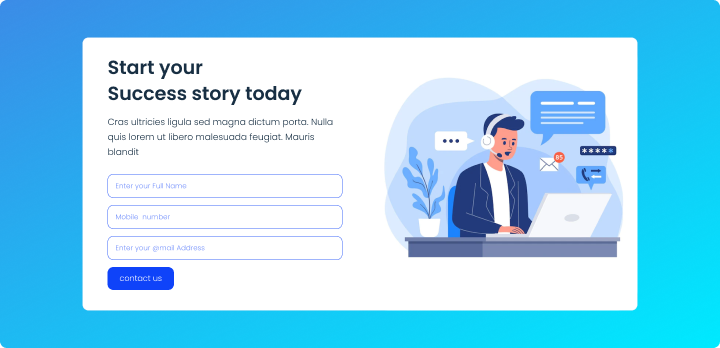 Start your
Success story today
Cras ultricies ligula sed magna dictum porta. Nulla
quis lorem ut libero malesuada feugiat. Mauris
blandit
Enter your Full Name
Mobile number
Enter your gmail Address
contact us
85
*****